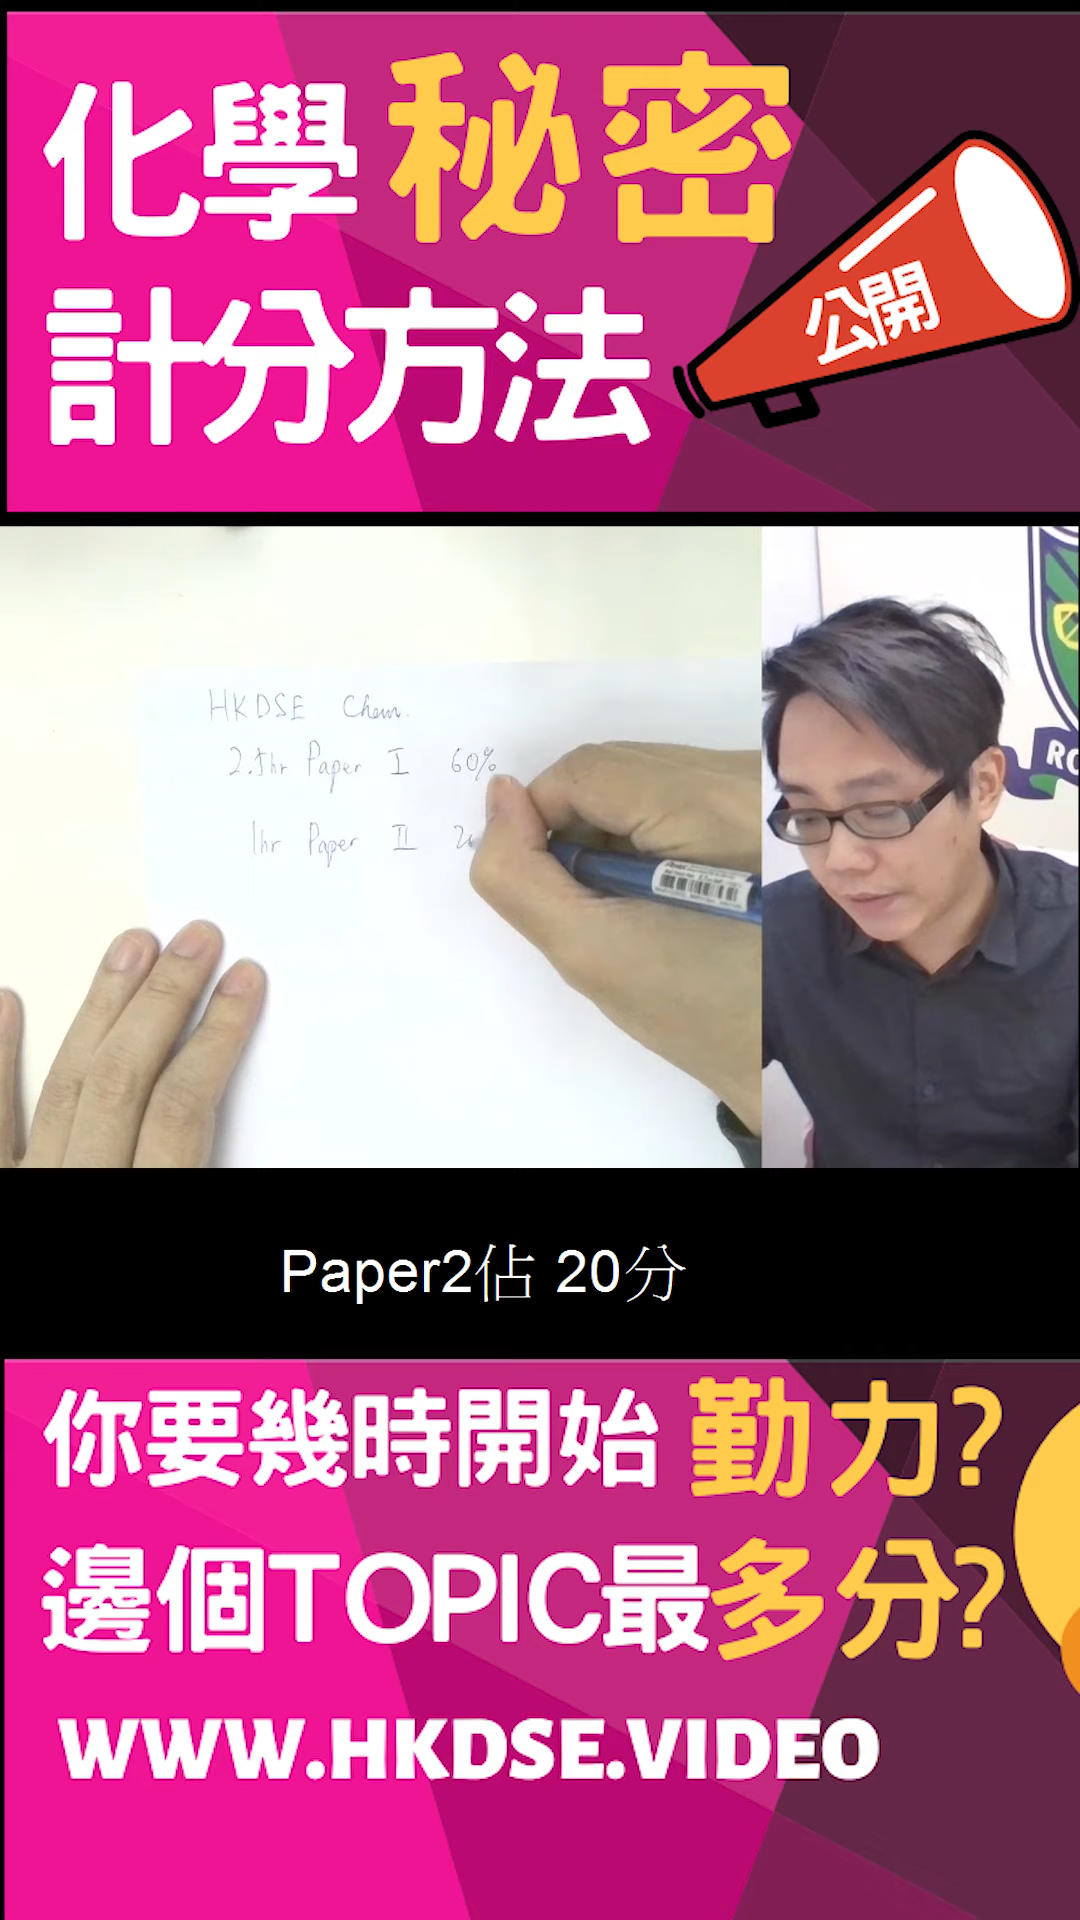 化學秘密
計分方法
公開
HKDSE Chem.
2.5hr Paper I 60%
1hr Paper II 2
RO
Paper2佔 20分
你要幾時開始 勤力?
邊個TOPIC最多分?
WWW.HKDSE.VIDEO